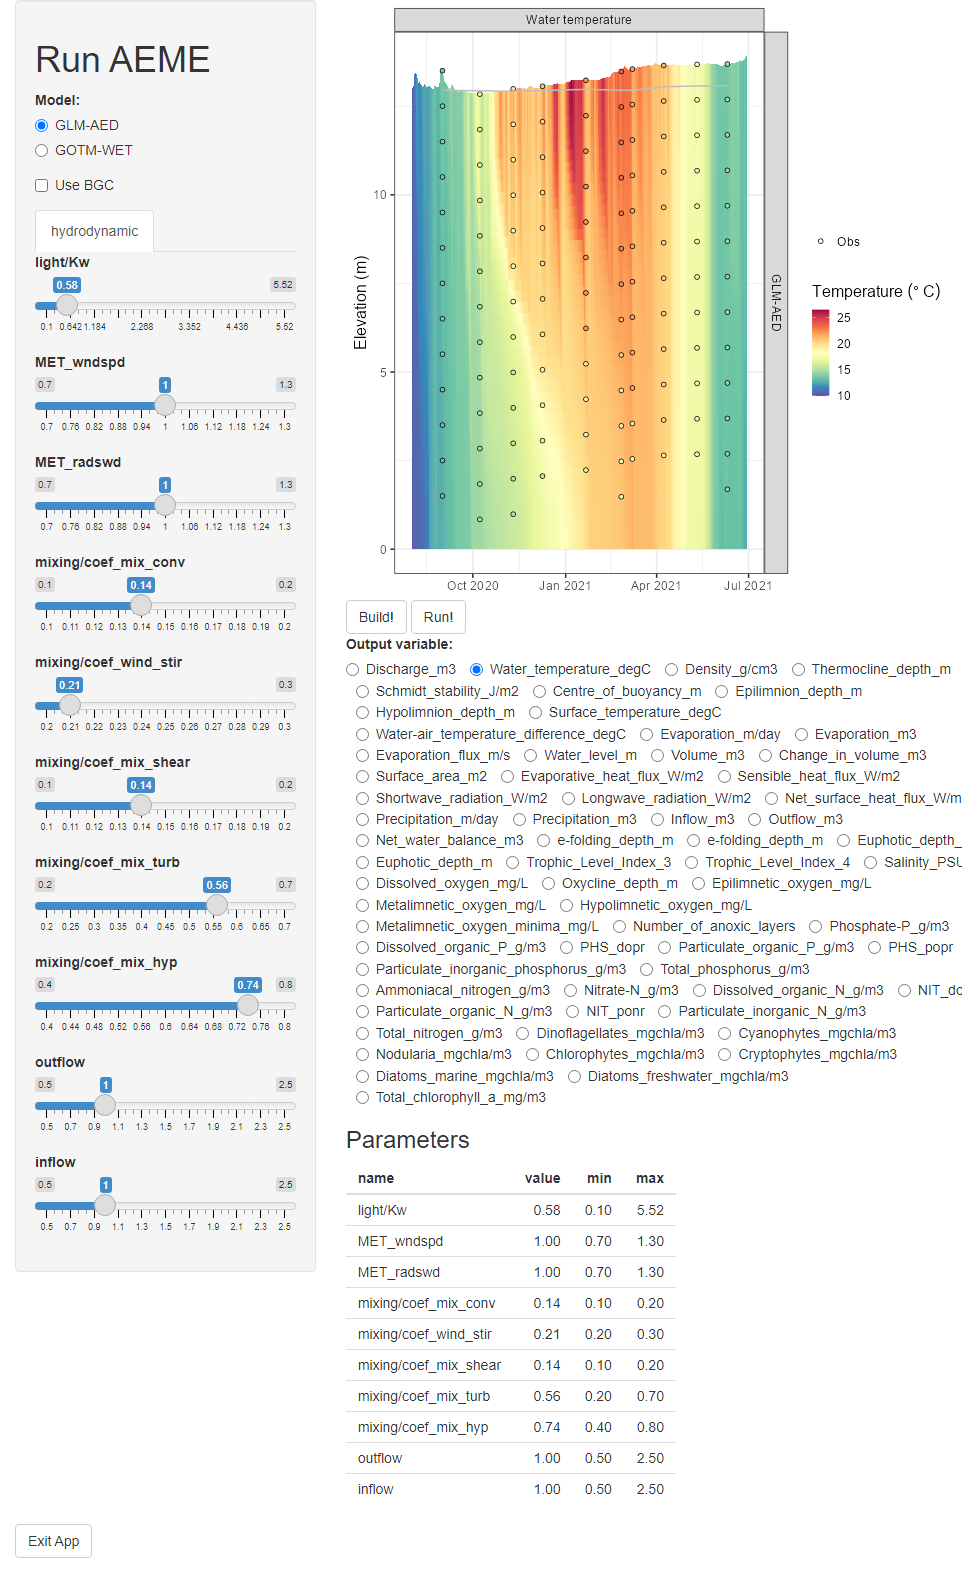 Run AEME
Model:
GLM-AED
GOTM-WET
Use BGC
hydrodynamic
light/Kw
0.58 5.52
0.1 0.642 1.184 2.268 3.352 4.436 5.52
MET_wndspd
0.7 1 1.3
0.7 0.76 0.82 0.88 0.94 1 1.06 1.12 1.18 1.24 1.3
MET_radswd
0.7 1 1.3
0.7 0.76 0.82 0.88 0.94 1 1.06 1.12 1.18 1.24 1.3
mixing/coef_mix_conv
0.1 0.14 0.2
0.1 0.11 0.12 0.13 0.14 0.15 0.16 0.17 0.18 0.19 0.2
mixing/coef_wind_stir
0.21 0.3
0.2 0.21 0.22 0.23 0.24 0.25 0.26 0.27 0.28 0.29 0.3
mixing/coef_mix_shear
0.1 0.14 0.2
0.1 0.11 0.12 0.13 0.14 0.15 0.16 0.17 0.18 0.19 0.2
mixing/coef_mix_turb
0.2 0.56 0.7
0.2 0.25 0.3 0.35 0.4 0.45 0.5 0.55 0.6 0.65 0.7
mixing/coef_mix_hyp
0.4 0.74 0.8
0.4 0.44 0.48 0.52 0.56 0.6 0.64 0.68 0.72 0.76 0.8
outflow
0.5 1 2.5
0.5 0.7 0.9 1.1 1.3 1.5 1.7 1.9 2.1 2.3 2.5
inflow
0.5 1 2.5
0.5 0.7 0.9 1.1 1.3 1.5 1.7 1.9 2.1 2.3 2.5
Exit App
Water temperature
GLM-AED
Elevation (m)
10
5
0
Oct 2020 Jan 2021 Apr 2021 Jul 2021
Obs
Temperature (° C)
25
20
15
10
Build! Run!
Output variable:
Discharge_m3 Water_temperature_degC Density_g/cm3 Thermocline_depth_m
Schmidt_stability_J/m2 Centre_of_buoyancy_m Epilimnion_depth_m
Hypolimnion_depth_m Surface_temperature_degC
Water-air_temperature_difference_degC Evaporation_m/day Evaporation_m3
Evaporation_flux_m/s Water_level_m Volume_m3 Change_in_volume_m3
Surface_area_m2 Evaporative_heat_flux_W/m2 Sensible_heat_flux_W/m2
Shortwave_radiation_W/m2 Longwave_radiation_W/m2 Net_surface_heat_flux_W/m
Precipitation_m/day Precipitation_m3 Inflow_m3 Outflow_m3
Net_water_balance_m3 e-folding_depth_m e-folding_depth_m Euphotic_depth_
Euphotic_depth_m Trophic_Level_Index_3 Trophic_Level_Index_4 Salinity_PSU
Dissolved_oxygen_mg/L Oxycline_depth_m Epilimnetic_oxygen_mg/L
Metalimnetic_oxygen_mg/L Hypolimnetic_oxygen_mg/L
Metalimnetic_oxygen_minima_mg/L Number_of_anoxic_layers Phosphate-P_g/m3
Dissolved_organic_P_g/m3 PHS_dopr Particulate_organic_P_g/m3 PHS_popr
Particulate_inorganic_phosphorus_g/m3 Total_phosphorus_g/m3
Ammoniacal_nitrogen_g/m3 Nitrate-N_g/m3 Dissolved_organic_N_g/m3 NIT_do
Particulate_organic_N_g/m3 NIT_ponr Particulate_inorganic_N_g/m3
Total_nitrogen_g/m3 Dinoflagellates_mgchla/m3 Cyanophytes_mgchla/m3
Nodularia_mgchla/m3 Chlorophytes_mgchla/m3 Cryptophytes_mgchla/m3
Diatoms_marine_mgchla/m3 Diatoms_freshwater_mgchla/m3
Total_chlorophyll_a_mg/m3
Parameters
name value min max
light/Kw 0.58 0.10 5.52
MET_wndspd 1.00 0.70 1.30
MET_radswd 1.00 0.70 1.30
mixing/coef_mix_conv 0.14 0.10 0.20
mixing/coef_wind_stir 0.21 0.20 0.30
mixing/coef_mix_shear 0.14 0.10 0.20
mixing/coef_mix_turb 0.56 0.20 0.70
mixing/coef_mix_hyp 0.74 0.40 0.80
outflow 1.00 0.50 2.50
inflow 1.00 0.50 2.50